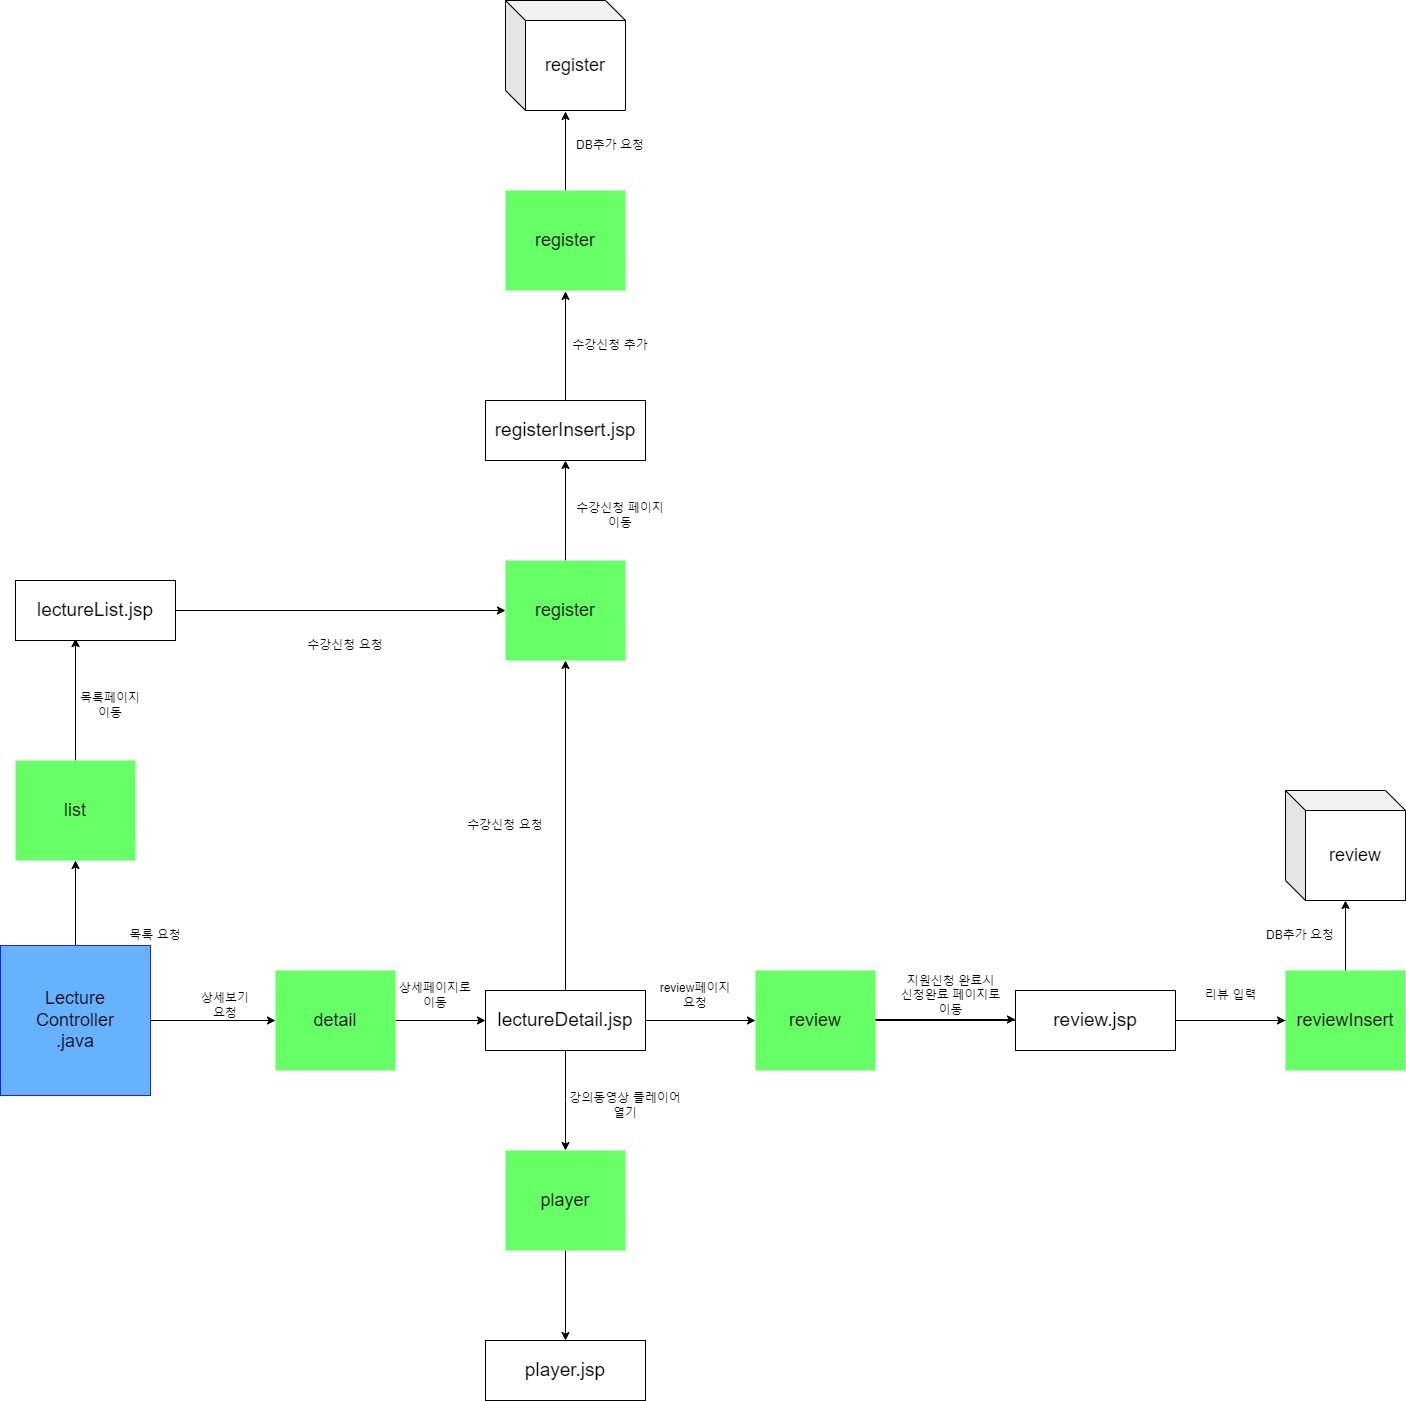 register
DB추가 요청
register
수강신청 추가
registerInsert.jsp
수강신청 페이지
이동
lectureList.jsp
수강신청 요청
register
목록페이지
이동
list
수강신청 요청
review
목록 요청
DB추가 요청
Lecture
Controller
.java
상세보기
요청
detail
상세페이지로
이동
lectureDetail.jsp
review페이지
요청
review
지원신청 완료시
신청완료 페이지로
이동
review.jsp
리뷰 입력
reviewInsert
강의동영상 플레이어
열기
player
player.jsp